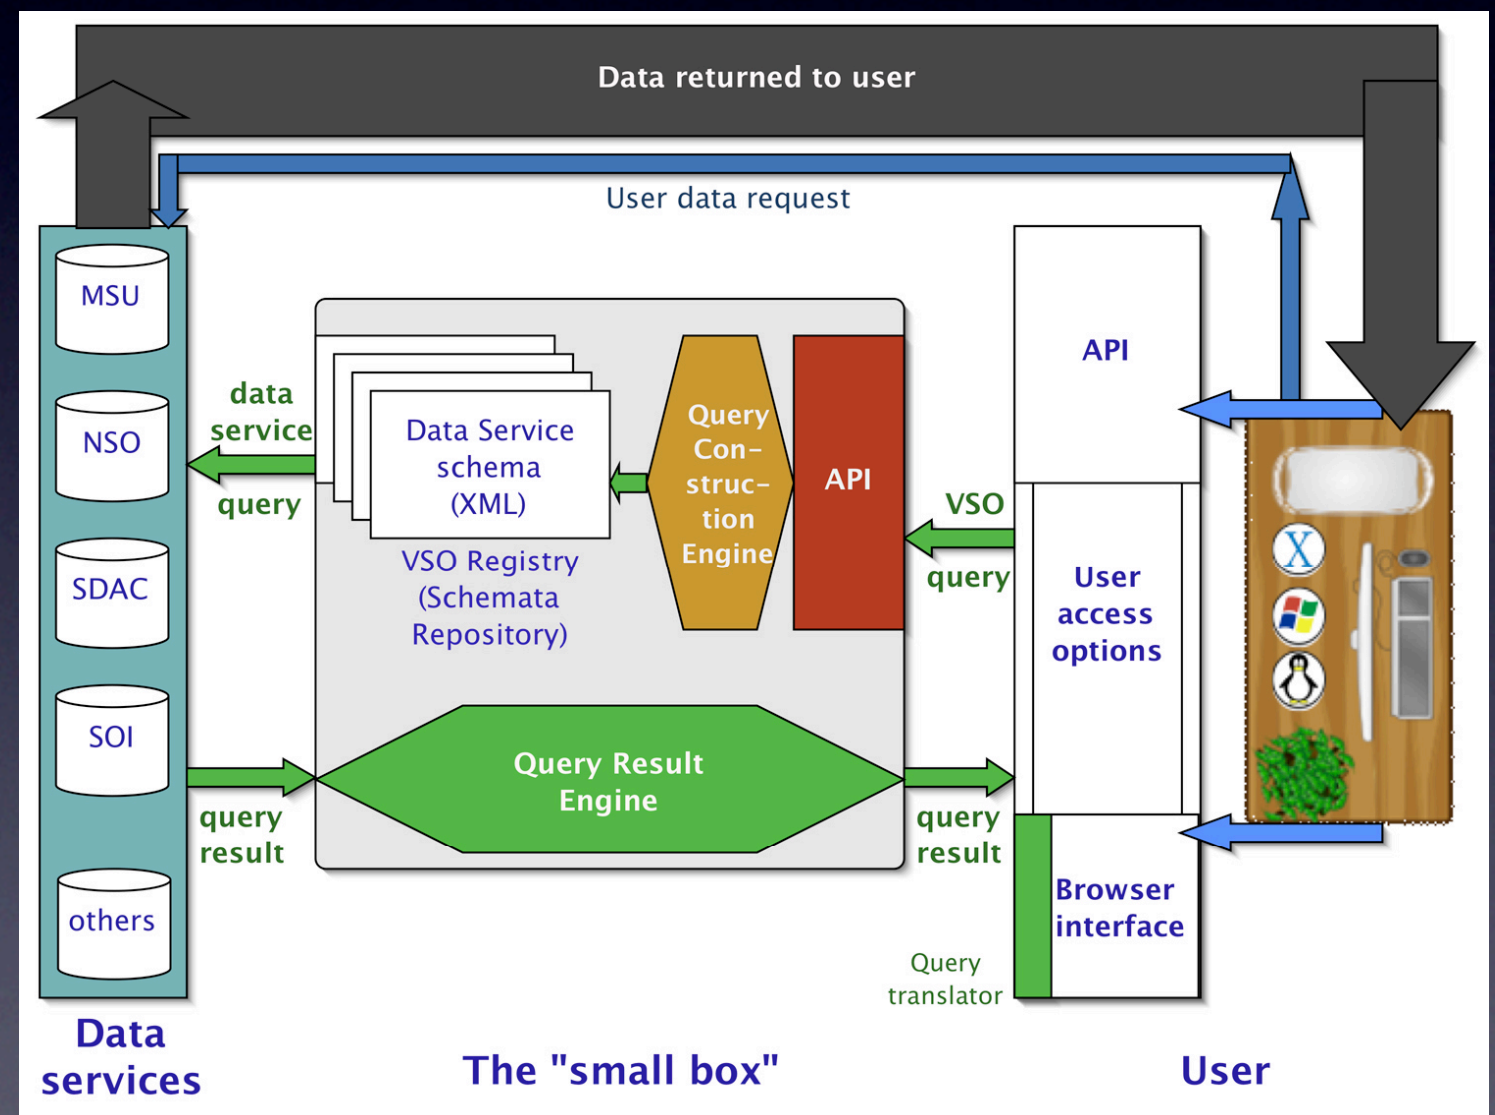 Data returned to user
User data request
MSU
NSO
SDAC
SOI
others
data
service
query
Data Service
schema
(XML)
VSO Registry
(Schemata
Repository)
Query
Con-
struc-
tion
Engine
API
VSO
query
API
User
access
options
Browser
interface
Query
translator
query
result
Query Result
Engine
query
result
X
Data
services
The "small box"
User